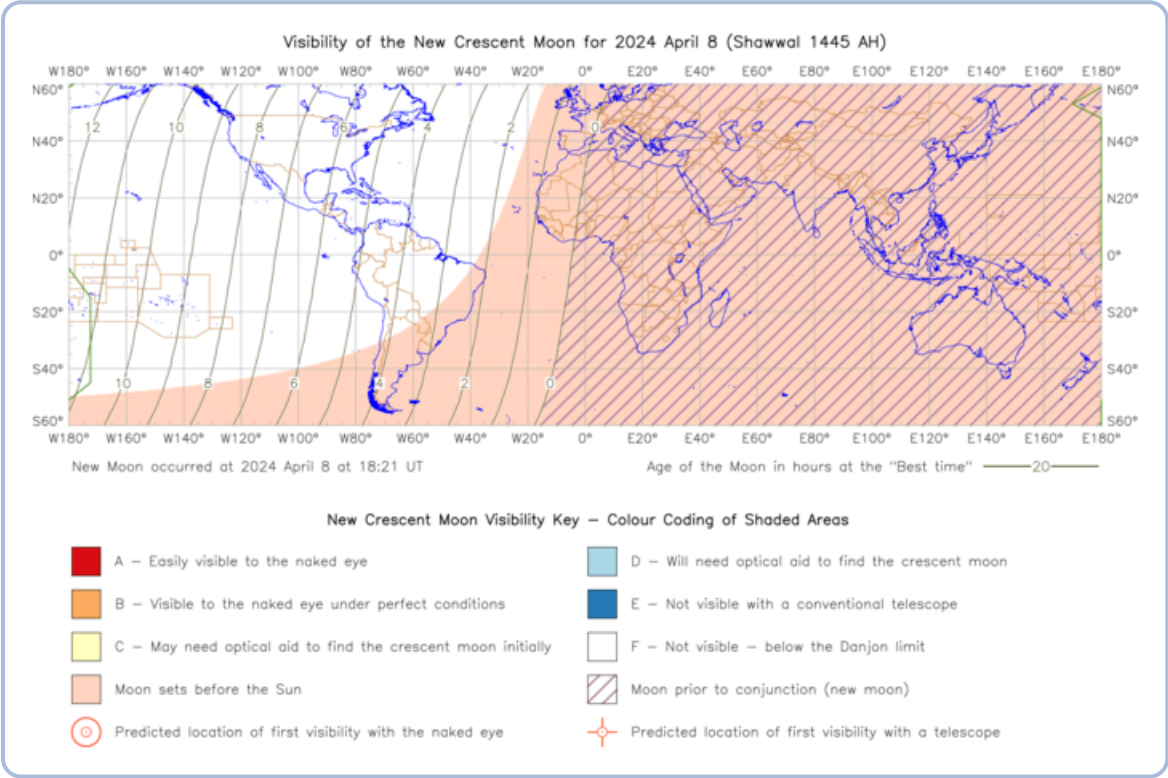 Visibility of the New Crescent Moon for 2024 April 8 (Shawwal 1445 AH)
W180° W160° W140° W120° W100° W80° W60° W40° W20° 0° E20° E40° E60° E80° E100° E120° E140° E160° E180°
N60° N60°
12 10 8 6 4 2 0
N40° N40°
N20° N20°
0° 0°
S20° S20°
S40° S40°
10 8 6 4 2 0
S60° S60°
W180° W160° W140° W120° W100° W80° W60° W40° W20° 0° E20° E40° E60° E80° E100° E120° E140° E160° E180°
New Moon occurred at 2024 April 8 at 18:21 UT
Age of the Moon in hours at the "Best time" 20
New Crescent Moon Visibility Key – Colour Coding of Shaded Areas
A – Easily visible to the naked eye
D – Will need optical aid to find the crescent moon
B – Visible to the naked eye under perfect conditions
E – Not visible with a conventional telescope
C – May need optical aid to find the crescent moon initially
F – Not visible – below the Danjon limit
Moon sets before the Sun
Moon prior to conjunction (new moon)
Predicted location of first visibility with the naked eye
Predicted location of first visibility with a telescope